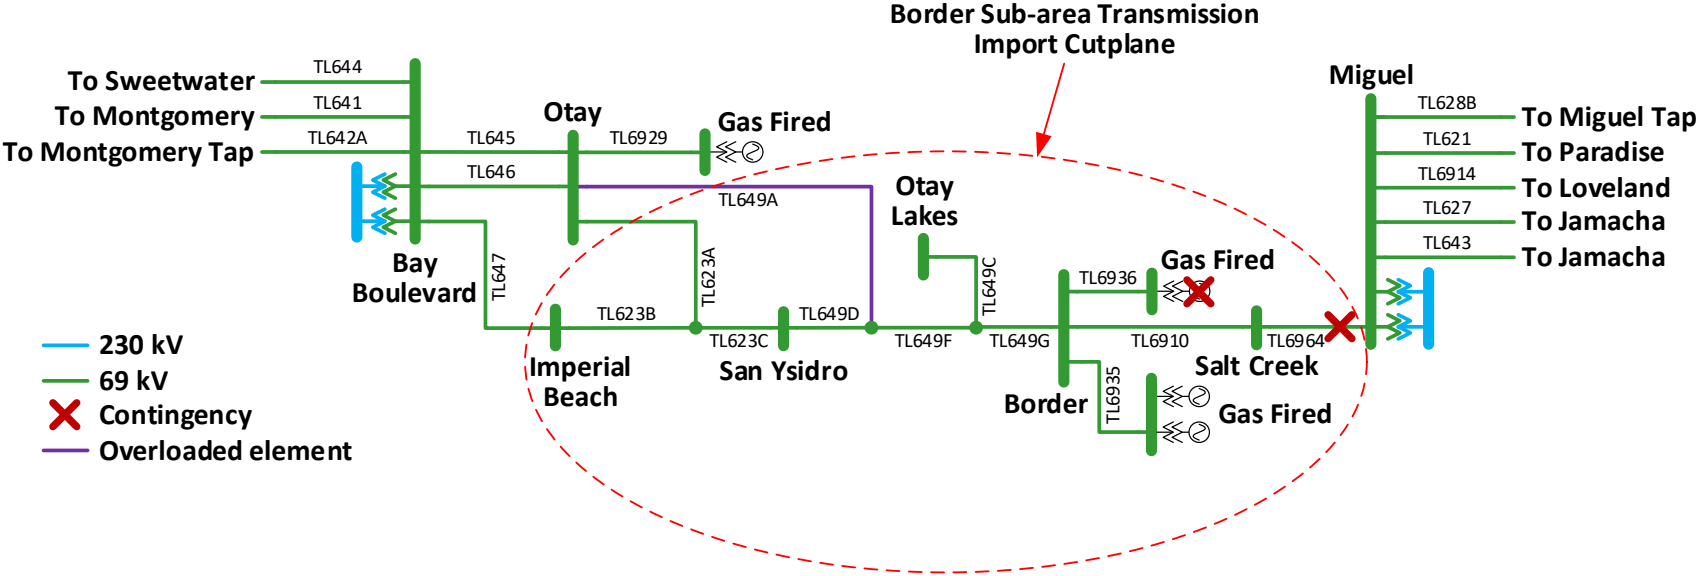 Border Sub-area Transmission
Import Cutplane
To Sweetwater
TL644
To Montgomery
TL641
To Montgomery Tap
TL642A
TL645
TL646
Otay
TL6929
Gas Fired
TL649A
Bay
Boulevard
TL647
TL623A
Imperial
Beach
TL623B
TL623C
San Ysidro
TL649D
Otay
Lakes
TL649C
TL649F
TL649G
Border
TL6936
Gas Fired
TL6910
TL6935
Gas Fired
Salt Creek
TL6964
Miguel
TL628B
To Miguel Tap
TL621
To Paradise
TL6914
To Loveland
TL627
To Jamacha
TL643
To Jamacha
230 kV
69 kV
Contingency
Overloaded element